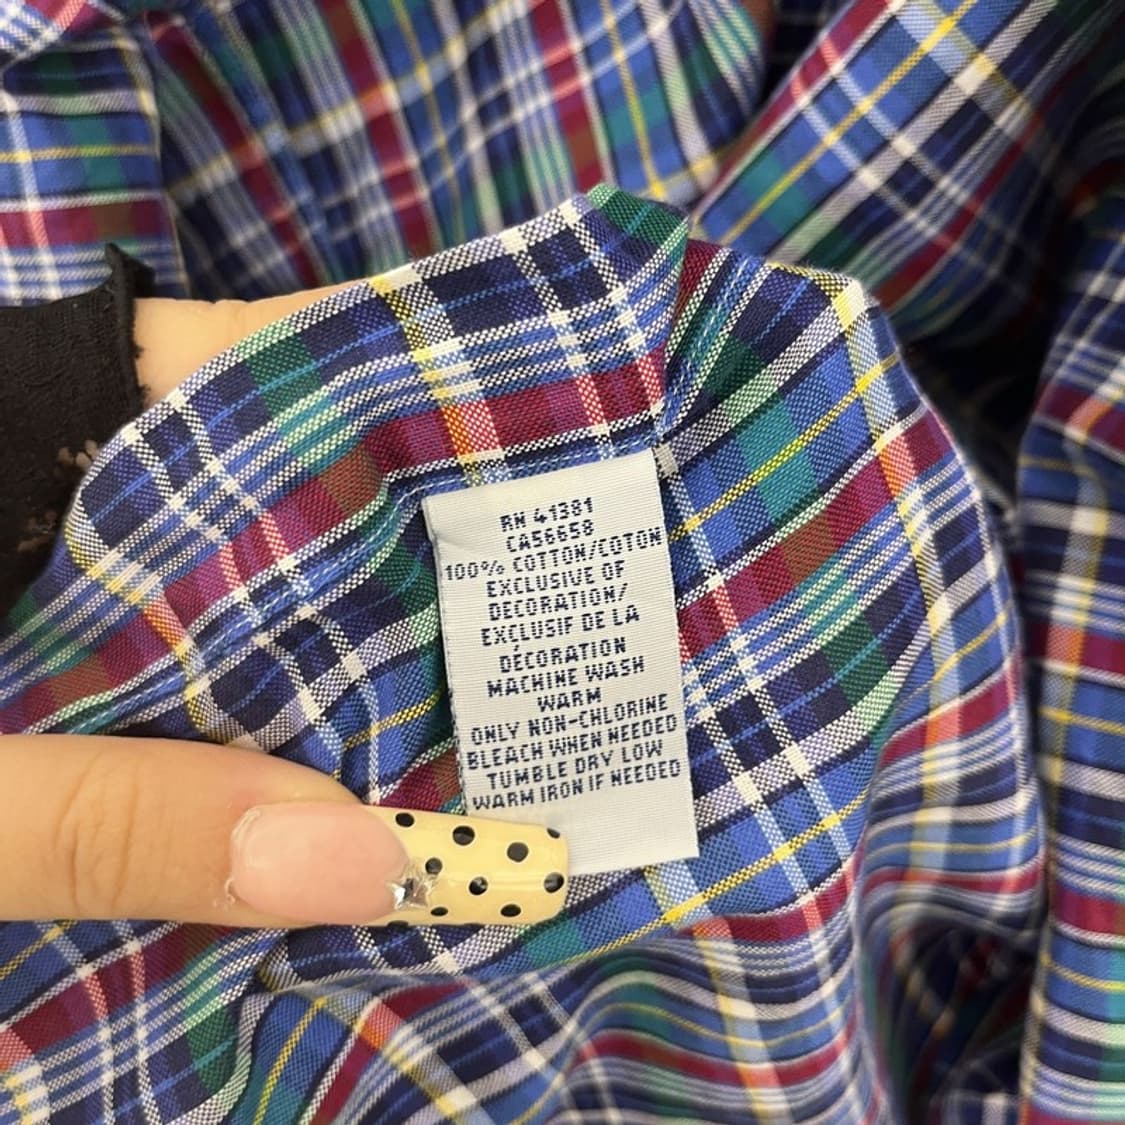 RN 41381
CA56658
100% COTTON/COTON
EXCLUSIVE OF
DECORATION/
EXCLUSIF DE LA
DÉCORATION
MACHINE WASH
WARM
ONLY NON-CHLORINE
BLEACH WHEN NEEDED
TUMBLE DRY LOW
WARM IRON IF NEEDED